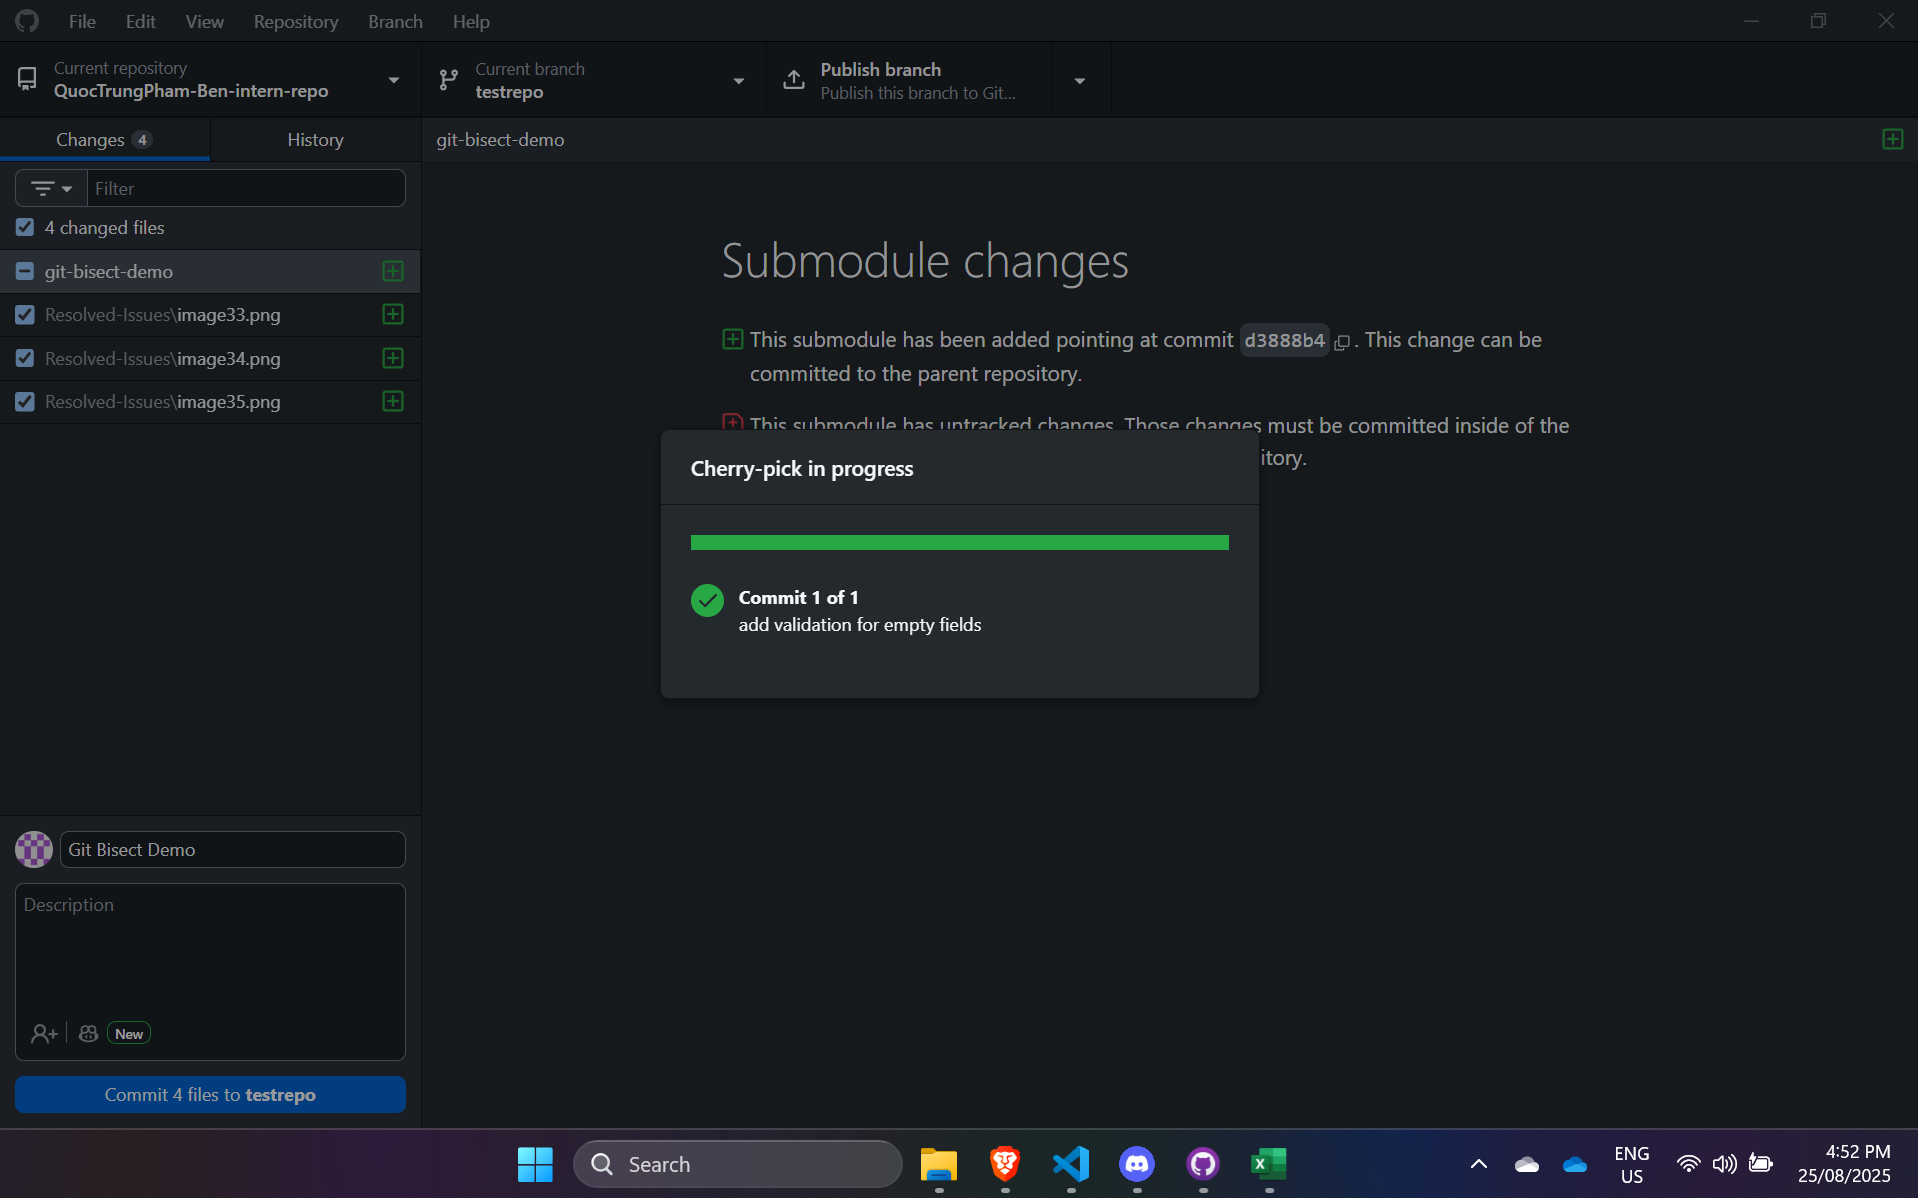 File Edit View Repository Branch Help
Current repository
QuocTrungPham-Ben-intern-repo
Current branch
testrepo
Publish branch
Publish this branch to Git...
Changes 4
History
git-bisect-demo
Filter
4 changed files
git-bisect-demo
Resolved-Issues\image33.png
Resolved-Issues\image34.png
Resolved-Issues\image35.png
Submodule changes
This submodule has been added pointing at commit d3888b4 . This change can be
committed to the parent repository.
This submodule has untracked changes. Those changes must be committed inside of the
itory.
Cherry-pick in progress
Commit 1 of 1
add validation for empty fields
Git Bisect Demo
Description
New
Commit 4 files to testrepo
Search
ENG
US
4:52 PM
25/08/2025